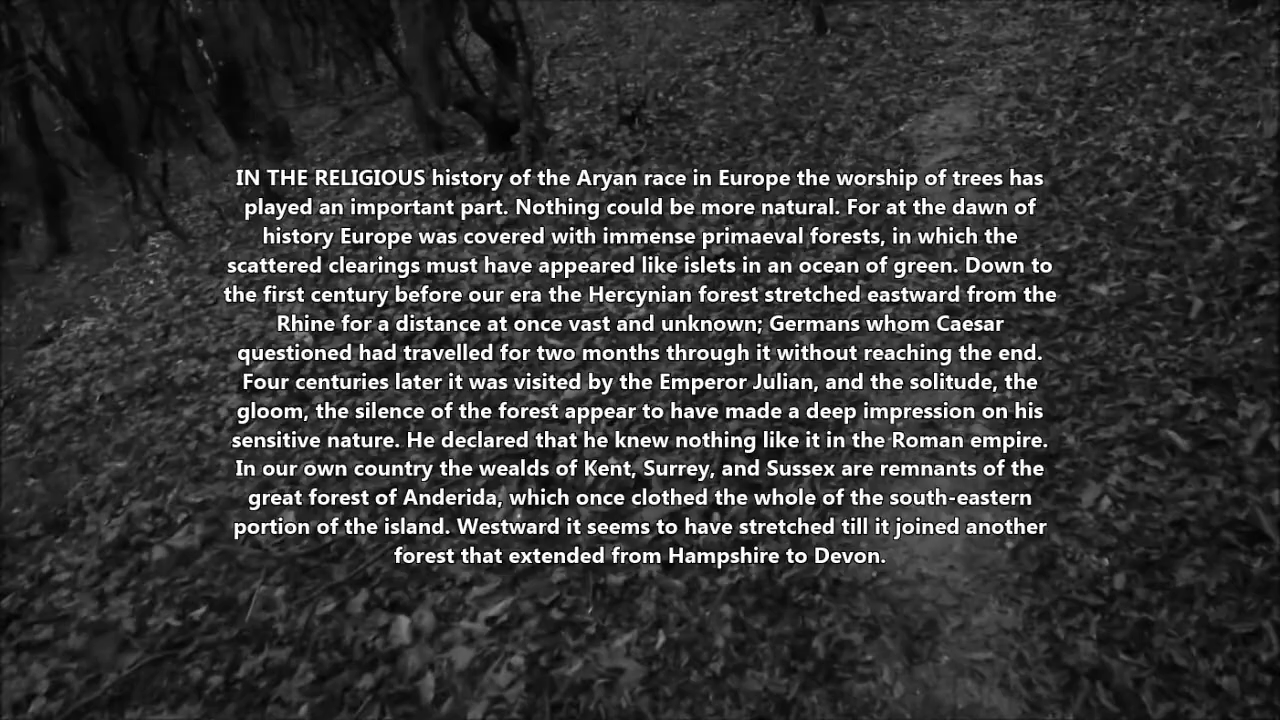 IN THE RELIGIOUS history of the Aryan race in Europe the worship of trees has
played an important part. Nothing could be more natural. For at the dawn of
history Europe was covered with immense primaeval forests, in which the
scattered clearings must have appeared like islets in an ocean of green. Down to
the first century before our era the Hercynian forest stretched eastward from the
Rhine for a distance at once vast and unknown; Germans whom Caesar
questioned had travelled for two months through it without reaching the end.
Four centuries later it was visited by the Emperor Julian, and the solitude, the
gloom, the silence of the forest appear to have made a deep impression on his
sensitive nature. He declared that he knew nothing like it in the Roman empire.
In our own country the wealds of Kent, Surrey, and Sussex are remnants of the
great forest of Anderida, which once clothed the whole of the south-eastern
portion of the island. Westward it seems to have stretched till it joined another
forest that extended from Hampshire to Devon.